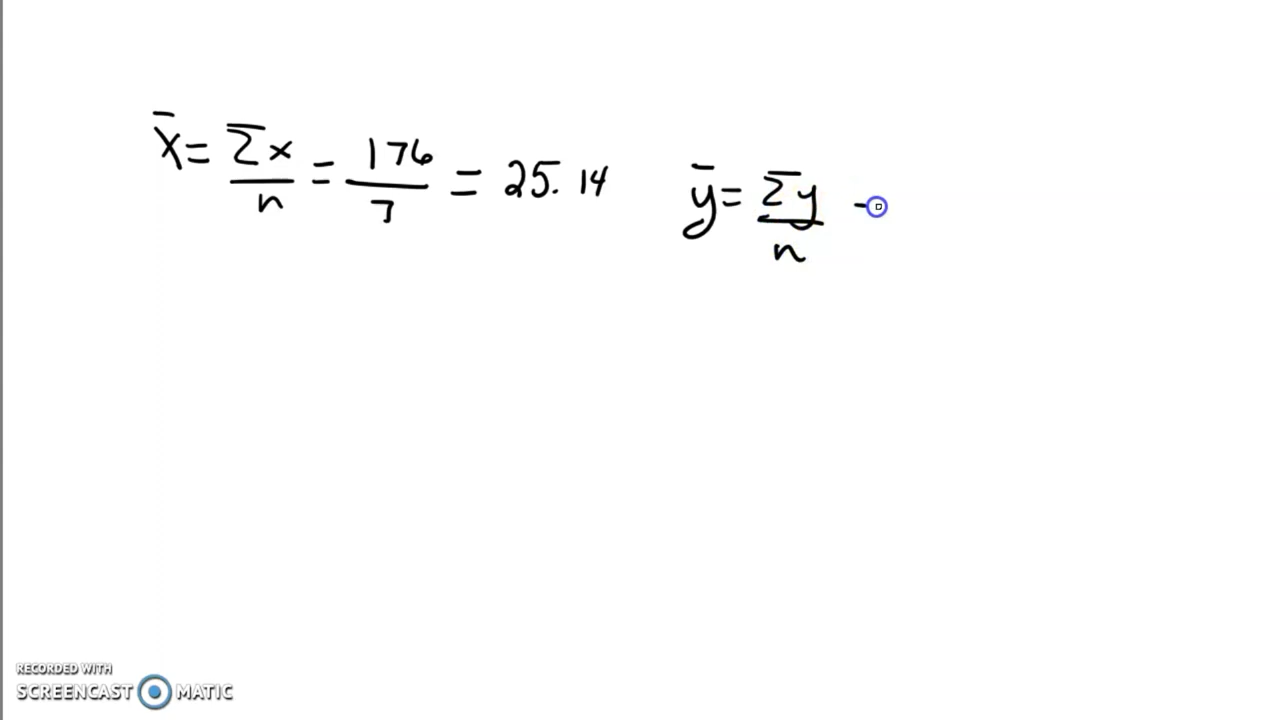 x̄ = Σx/n = 176/7 = 25.14
ȳ = Σy/n -
RECORDED WITH
SCREENCAST MATIC